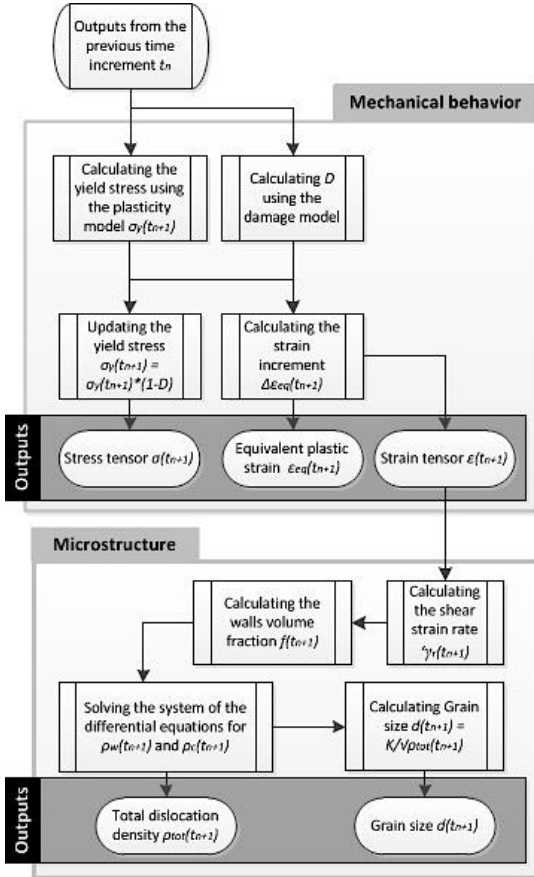 Outputs from the
previous time
increment tn
Mechanical behavior
Calculating the
yield stress using
the plasticity
model σy(tn+1)
Calculating D
using the
damage model
Updating the
yield stress
σy(tn+1) =
σy(tn+1)*(1-D)
Calculating the
strain
increment
Δεeq(tn+1)
Outputs
Stress tensor σ(tn+1)
Equivalent plastic
strain εeq(tn+1)
Strain tensor ε(tn+1)
Microstructure
Calculating the
walls volume
fraction f(tn+1)
Calculating
the shear
strain rate
'γr(tn+1)
Solving the system of the
differential equations for
ρw(tn+1) and ρc(tn+1)
Calculating Grain
size d(tn+1) =
K/√ρtot(tn+1)
Outputs
Total dislocation
density ρtot(tn+1)
Grain size d(tn+1)